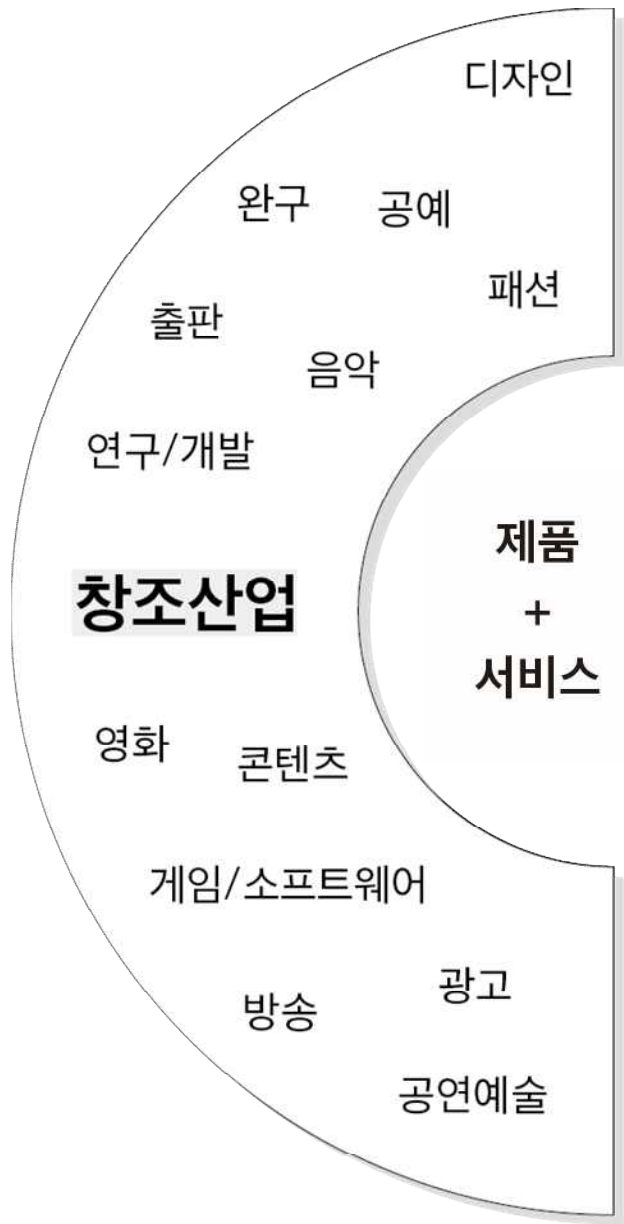 디자인
완구
공예
패션
출판
음악
연구/개발
제품
+
서비스
창조산업
영화
콘텐츠
게임/소프트웨어
광고
방송
공연예술